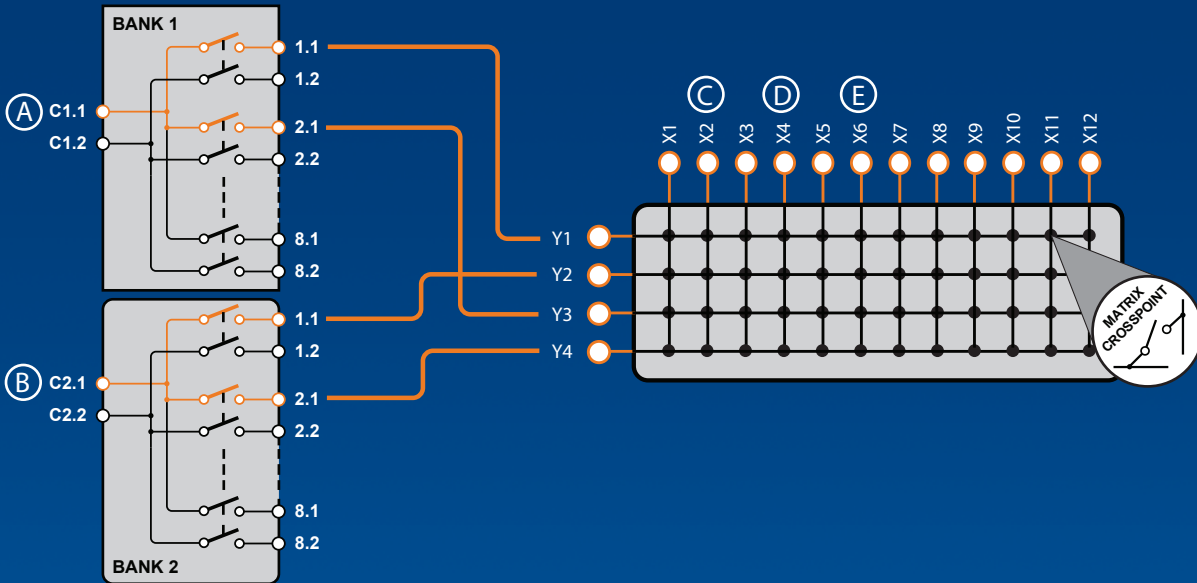 BANK 1
1.1
1.2
A C1.1
C1.2
2.1
2.2
8.1
8.2
1.1
1.2
B C2.1
C2.2
2.1
2.2
8.1
8.2
BANK 2
C D E
X1 X2 X3 X4 X5 X6 X7 X8 X9 X10 X11 X12
Y1
Y2
Y3
Y4
MATRIX
CROSSPOINT